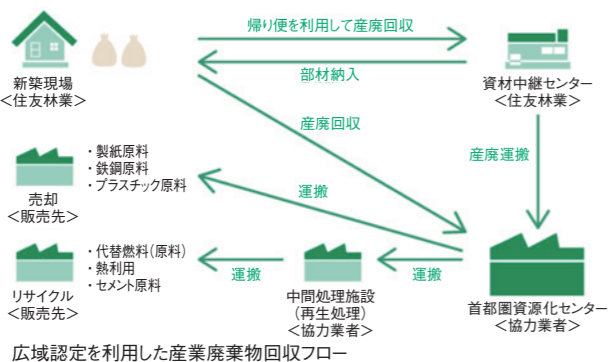 帰り便を利用して産廃回収
部材納入
新築現場
<住友林業>
資材中継センター
<住友林業>
産廃回収
産廃運搬
・製紙原料
・鉄鋼原料
・プラスチック原料
売却
<販売先>
運搬
・代替燃料(原料)
・熱利用
・セメント原料
リサイクル
<販売先>
運搬
中間処理施設
(再生処理)
<協力業者>
運搬
首都圏資源化センター
<協力業者>
広域認定を利用した産業廃棄物回収フロー